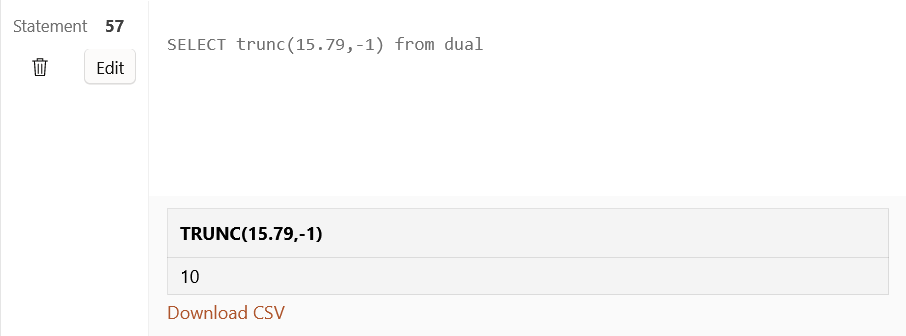 Statement 57
Edit
SELECT trunc(15.79,-1) from dual
TRUNC(15.79,-1)
10
Download CSV